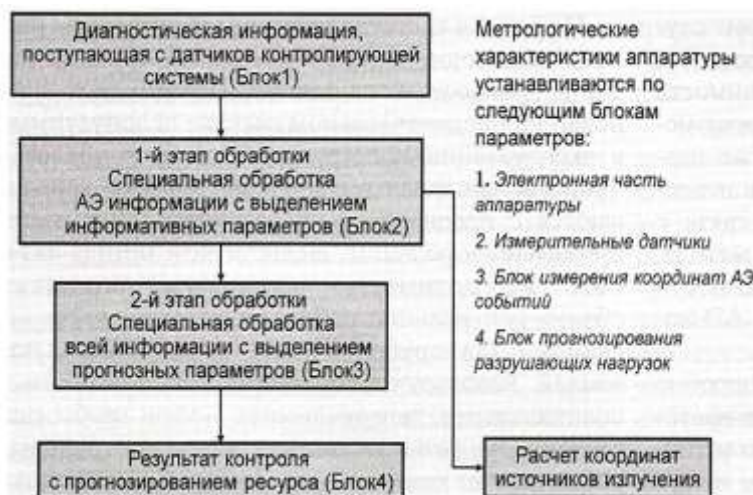 Диагностическая информация,
поступающая с датчиков контролирующей
системы (Блок1)
1-й этап обработки
Специальная обработка
АЭ информации с выделением
информативных параметров (Блок2)
2-й этап обработки
Специальная обработка
всей информации с выделением
прогнозных параметров (Блок3)
Результат контроля
с прогнозированием ресурса (Блок4)
Расчет координат
источников излучения
Метрологические
характеристики аппаратуры
устанавливаются по
следующим блокам
параметров:
1. Электронная часть
аппаратуры
2. Измерительные датчики
3. Блок измерения координат АЭ
событий
4. Блок прогнозирования
разрушающих нагрузок